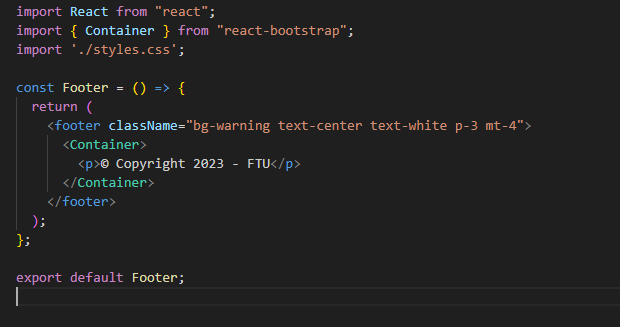 import React from "react";
import { Container } from "react-bootstrap";
import './styles.css';

const Footer = () => {
  return (
    <footer className="bg-warning text-center text-white p-3 mt-4">
      <Container>
        <p>© Copyright 2023 - FTU</p>
      </Container>
    </footer>
  );
};

export default Footer;